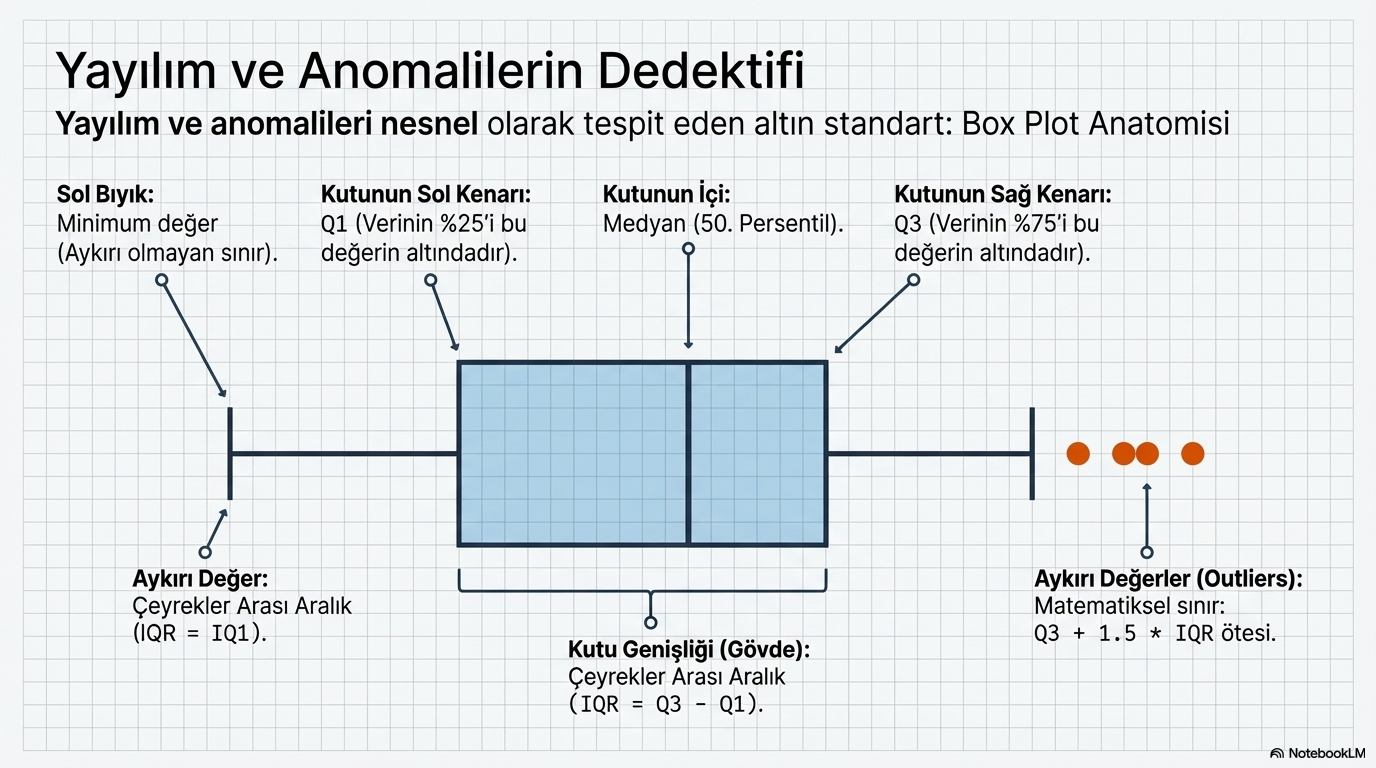 Yayılım ve Anomalilerin Dedektifi
Yayılım ve anomalileri nesnel olarak tespit eden altın standart: Box Plot Anatomisi
Sol Bıyık:
Minimum değer
(Aykırı olmayan sınır).
Kutunun Sol Kenarı:
Q1 (Verinin %25'i bu
değerin altındadır).
Kutunun İçi:
Medyan (50. Persentil).
Kutunun Sağ Kenarı:
Q3 (Verinin %75'i bu
değerin altındadır).
Aykırı Değer:
Çeyrekler Arası Aralık
(IQR = IQ1).
Kutu Genişliği (Gövde):
Çeyrekler Arası Aralık
(IQR = Q3 - Q1).
Aykırı Değerler (Outliers):
Matematiksel sınır:
Q3 + 1.5 * IQR ötesi.
NotebookLM